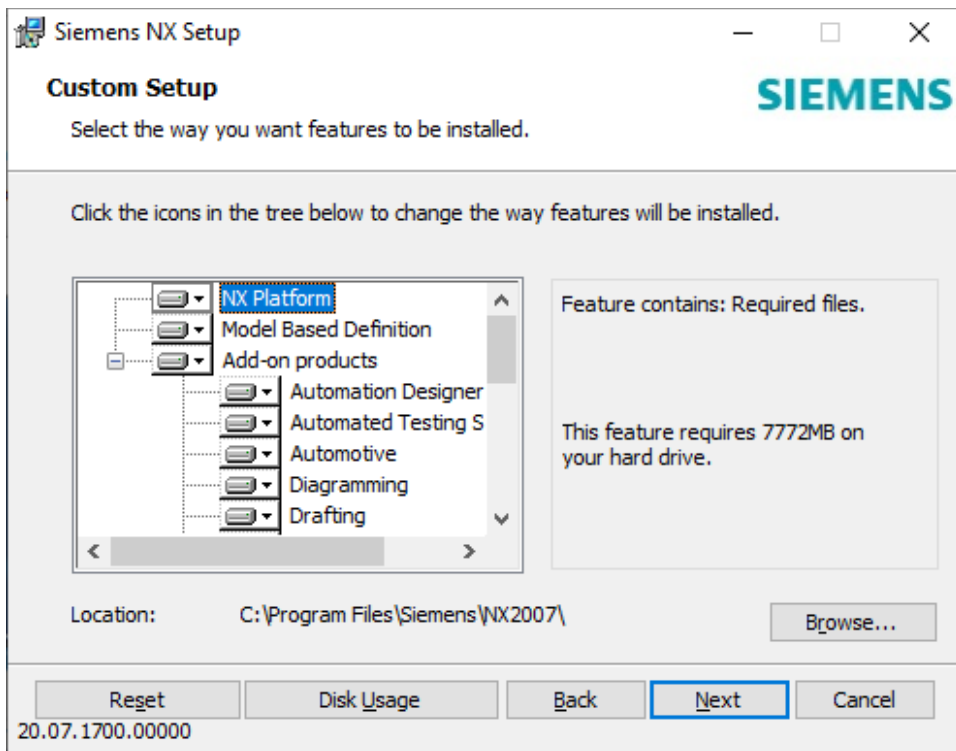 Siemens NX Setup
Custom Setup
SIEMENS
Select the way you want features to be installed.
Click the icons in the tree below to change the way features will be installed.
NX Platform
Model Based Definition
Add-on products
Automation Designer
Automated Testing S
Automotive
Diagramming
Drafting
Feature contains: Required files.
This feature requires 7772MB on
your hard drive.
Location:
C:\Program Files\Siemens\NX2007\
Browse...
Reset
Disk Usage
Back
Next
Cancel
20.07.1700.00000